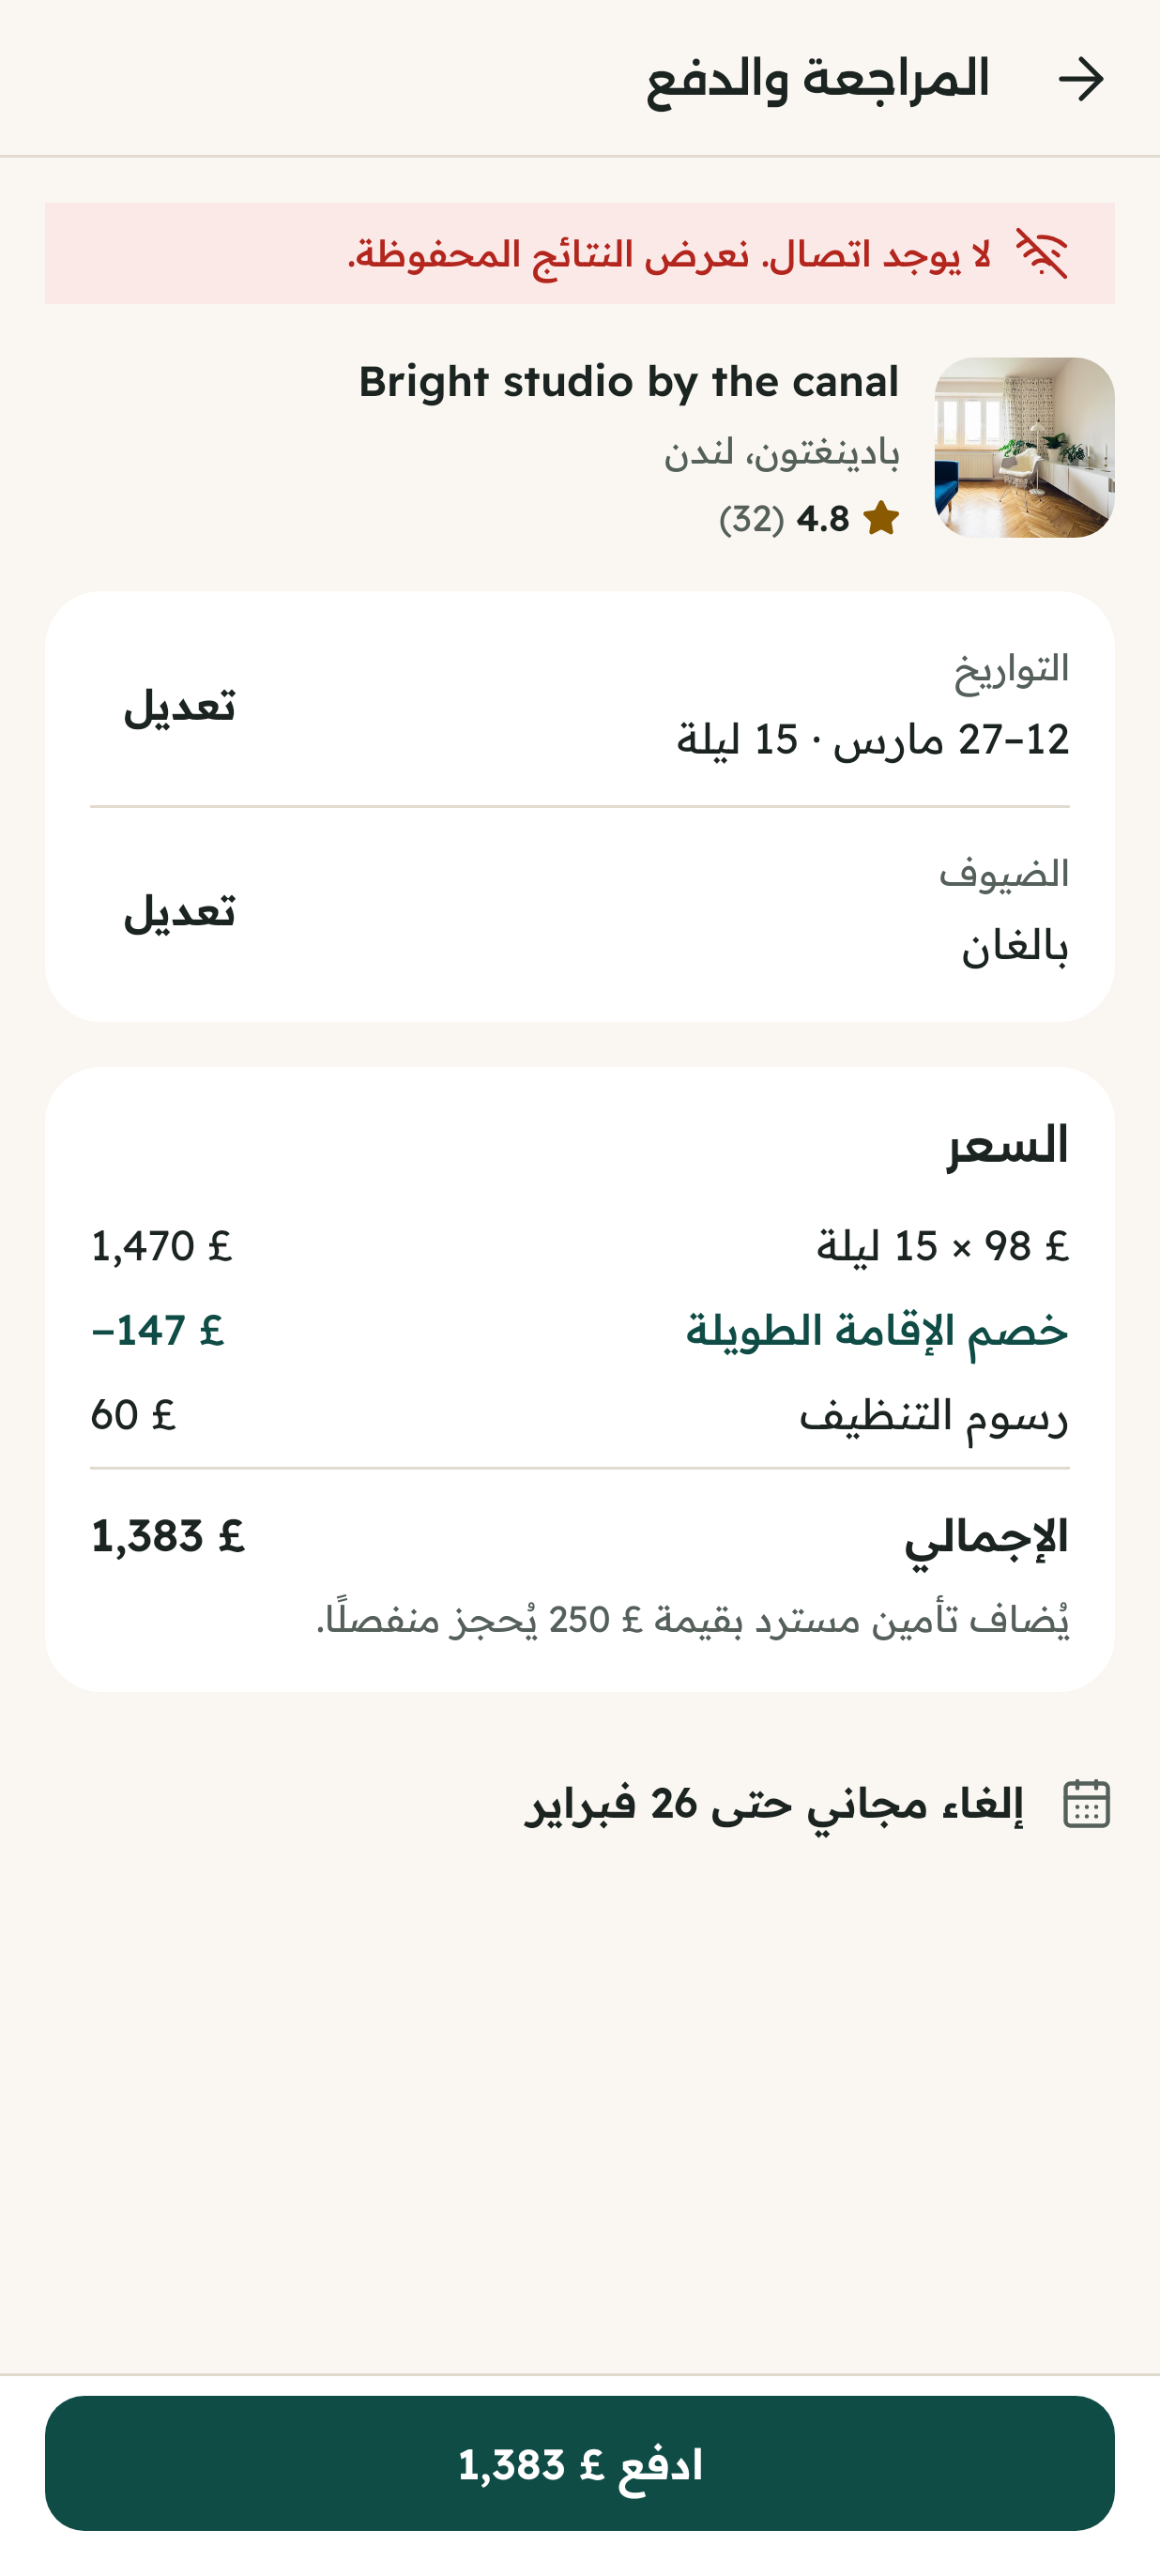 المراجعة والدفع
لا يوجد اتصال. نعرض النتائج المحفوظة.
Bright studio by the canal
بادينغتون، لندن
4.8 (32)
التواريخ
12–27 مارس · 15 ليلة
تعديل
الضيوف
بالغان
تعديل
السعر
£ 98 × 15 ليلة
£ 1,470
خصم الإقامة الطويلة
£ 147−
رسوم التنظيف
£ 60
الإجمالي
£ 1,383
يُضاف تأمين مسترد بقيمة £ 250 يُحجز منفصلًا.
إلغاء مجاني حتى 26 فبراير
ادفع £ 1,383